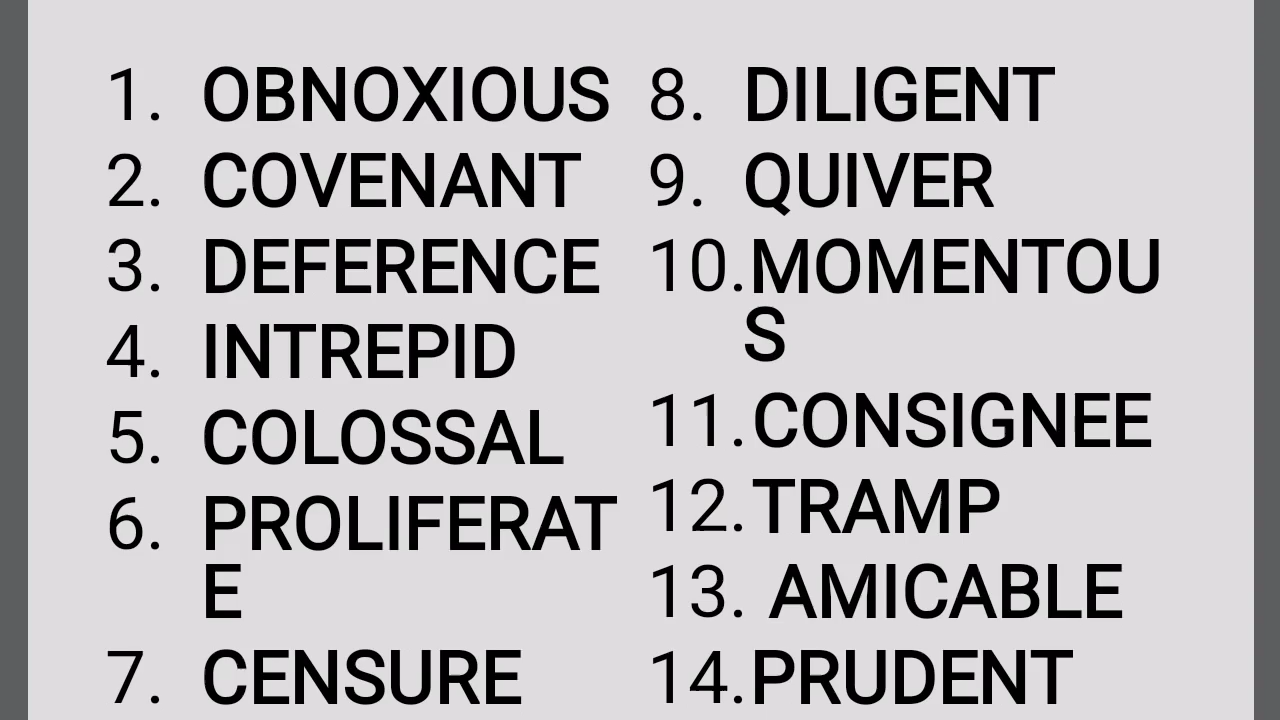 1. OBNOXIOUS
2. COVENANT
3. DEFERENCE
4. INTREPID
5. COLOSSAL
6. PROLIFERAT
E
7. CENSURE
8. DILIGENT
9. QUIVER
10.MOMENTOU
S
11.CONSIGNEE
12.TRAMP
13. AMICABLE
14.PRUDENT